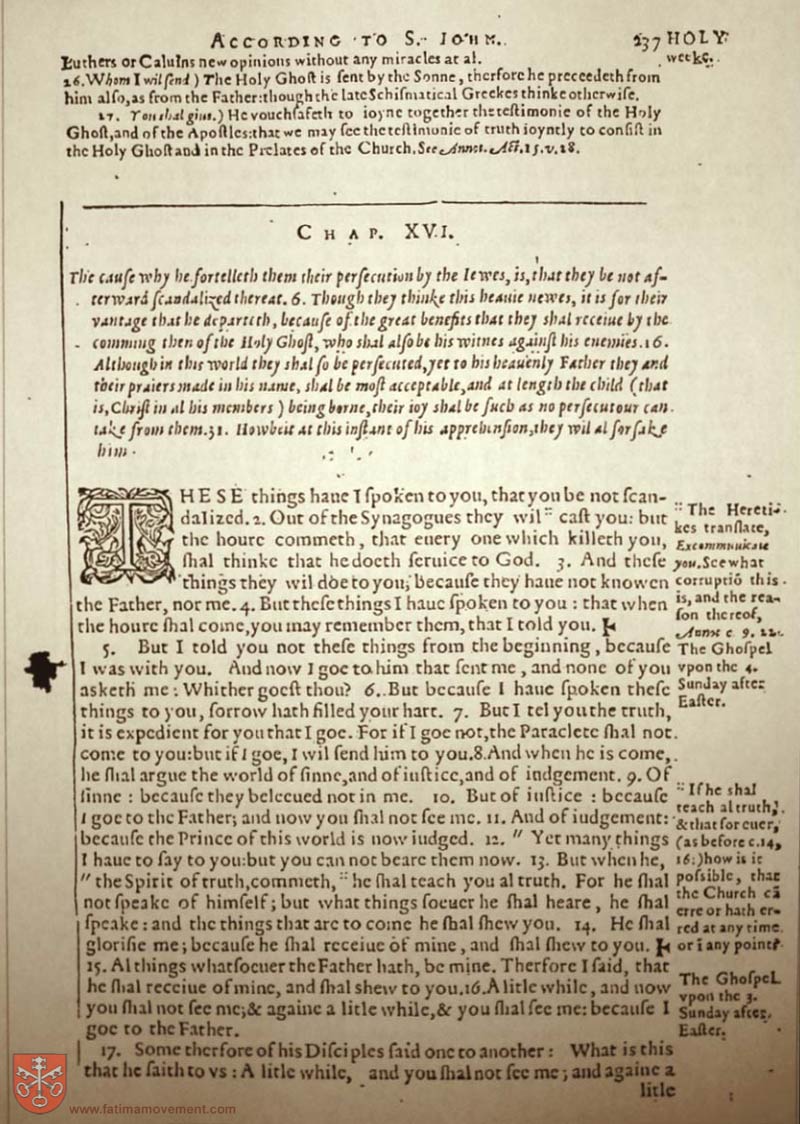 ACCORDING TO S. IOHN. 237 HOLY
weeke.
Luthers or Caluins new opinions without any miracles at al.
26. Whom I wil ſend) The Holy Ghoſt is ſent by the Sonne, therfore he proceedeth from
him alſo, as from the Father: though the late Schiſmatical Greekes thinke otherwiſe.
27. You ſhal giue.) He vouchſafeth to ioyne together the teſtimonie of the Holy
Ghoſt, and of the Apoſtles: that we may ſee the teſtimonie of truth ioyntly to conſiſt in
the Holy Ghoſt and in the Prelates of the Church. See Annot. Act. 15. v. 28.
CHAP. XVI.
The cauſe why he fortelleth them their perſecution by the Iewes, is, that they be not af-
terward ſcandalized thereat. 6. Though they thinke this heauie newes, it is for their
vantage that he departeth, becauſe of the great benefits that they shal receiue by the
comming then of the Holy Ghoſt, who shal alſo be his witnes againſt his enemies. 16.
Although in this world they shal ſo be perſecuted, yet to his heauenly Father they and
their praiers made in his name, shal be moſt acceptable, and at length the child (that
is, Chriſt in al his members) being borne, their ioy shal be ſuch as no perſecutour can
take from them. 31. Howbeit at this inſtant of his apprehenſion, they wil al forſake
him.
THESE things haue I ſpoken to you, that you be not ſcan-
dalized. 2. Out of the Synagogues they wil :: caſt you: but
the houre commeth, that euery one which killeth you,
ſhal thinke that he doeth ſeruice to God. 3. And theſe
things they wil doe to you; becauſe they haue not knowen
the Father, nor me. 4. But theſe things I haue ſpoken to you: that when
the houre ſhal come, you may remember them, that I told you.
:: The Hereti-
kes tranſlate,
Excommunicate
you. See what
corruptiõ this
is, and the rea-
ſon thereof,
Annot c 9. 22.
5. But I told you not theſe things from the beginning, becauſe
I was with you. And now I goe to him that ſent me, and none of you
asketh me: Whither goeſt thou? 6. But becauſe I haue ſpoken theſe
things to you, ſorrow hath filled your hart. 7. But I tel you the truth,
it is expedient for you that I goe. For if I goe not, the Paraclete ſhal not
come to you: but if I goe, I wil ſend him to you. 8. And when he is come,
he ſhal argue the world of ſinne, and of iuſtice, and of iudgement. 9. Of
ſinne: becauſe they beleeued not in me. 10. But of iuſtice: becauſe
I goe to the Father; and now you ſhal not ſee me. 11. And of iudgement:
becauſe the Prince of this world is now iudged. 12. " Yet many things
I haue to ſay to you: but you can not beare them now. 13. But when he,
" the Spirit of truth, commeth, :: he ſhal teach you al truth. For he ſhal
not ſpeake of himſelf; but what things ſoeuer he ſhal heare, he ſhal
ſpeake: and the things that are to come he ſhal ſhew you. 14. He ſhal
glorifie me; becauſe he ſhal receiue of mine, and ſhal ſhew to you.
The Ghoſpel
vpon the 4.
Sunday after
Eaſter.
:: If he shal
teach al truth,
& that for euer,
(as before c. 14,
16.) how is it
poſsible, that
the Church cã
erre or hath er-
red at any time
or ĩ any point?
15. Al things whatſoeuer the Father hath, be mine. Therfore I ſaid, that
he ſhal receiue of mine, and ſhal shew to you. 16. A litle while, and now
you ſhal not ſee me; & againe a litle while, & you ſhal ſee me: becauſe I
goe to the Father.
The Ghoſpel
vpon the 3.
Sunday after
Eaſter.
17. Some therfore of his Diſciples ſaid one to another: What is this
that he ſaith to vs: A litle while, and you ſhal not ſee me; and againe a
litle
www.fatimamovement.com